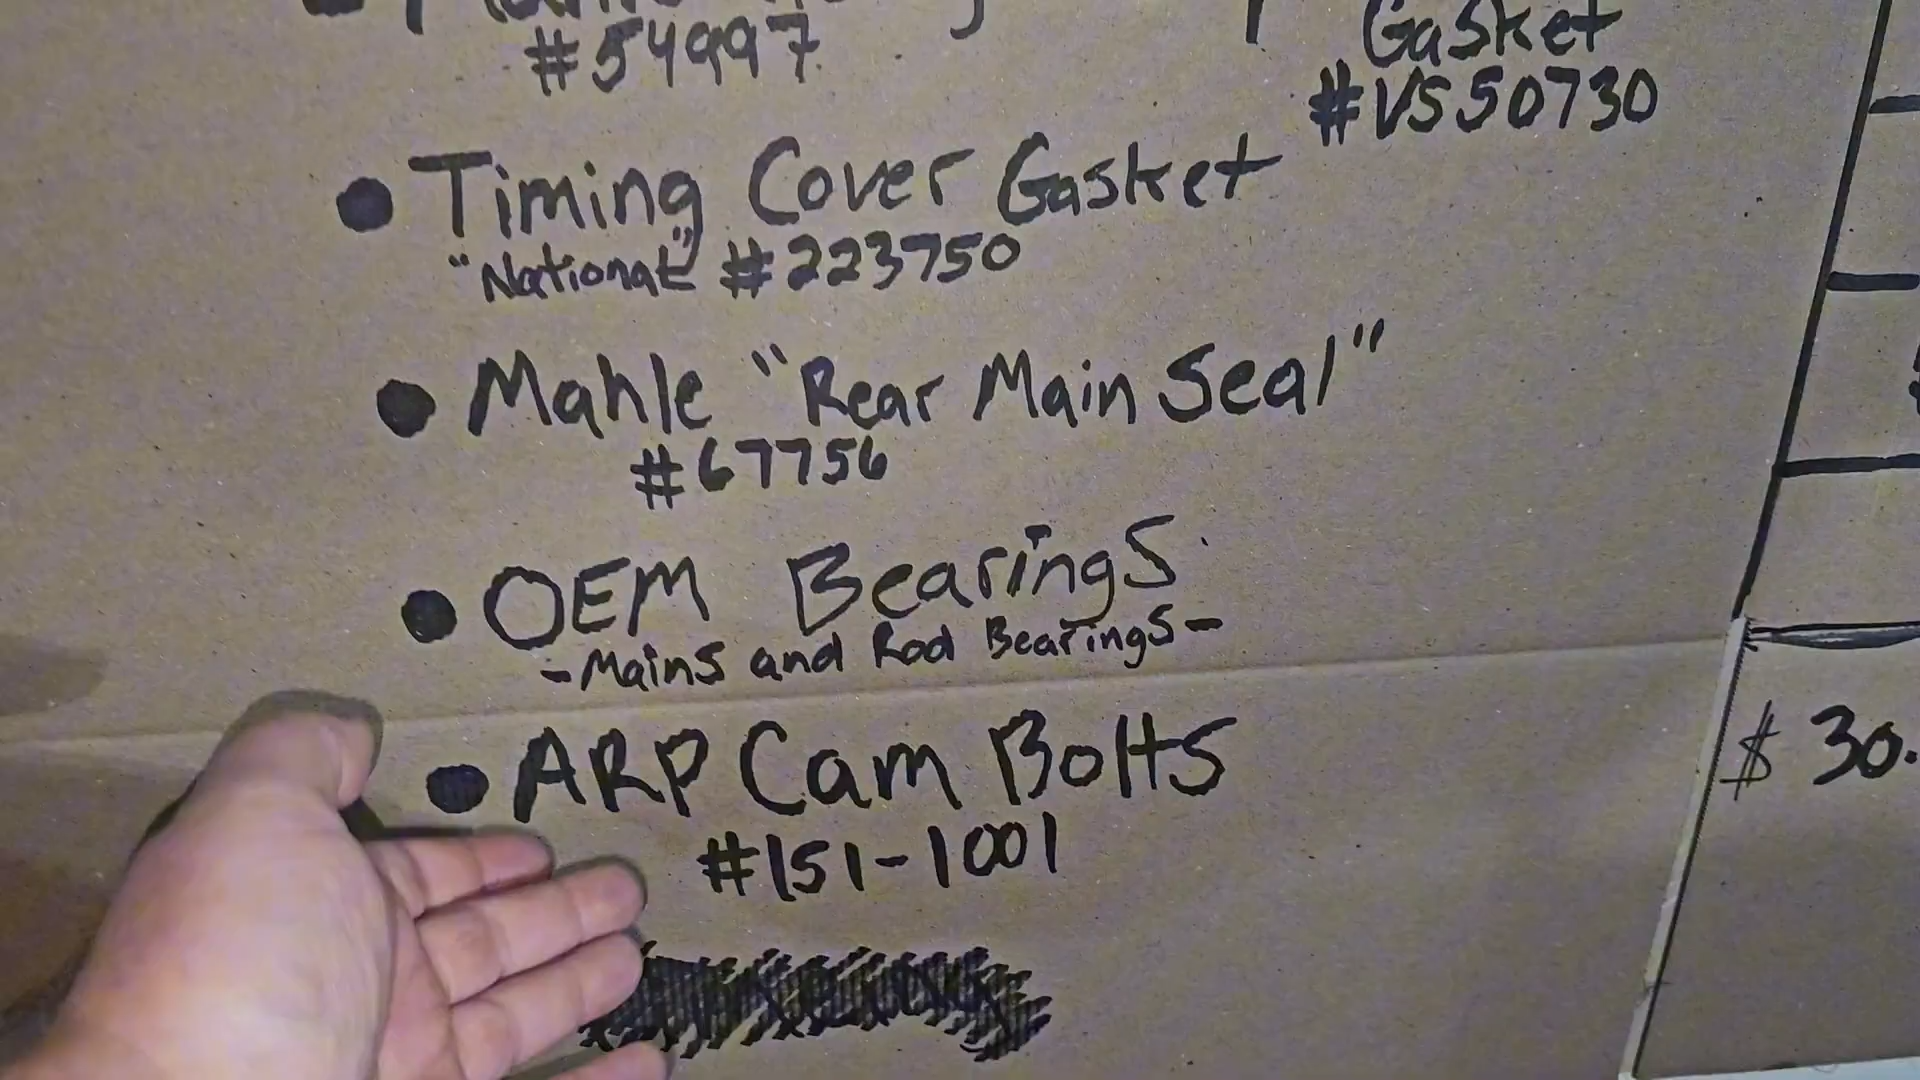 #54997
Gasket
#VS50730
Timing Cover Gasket
"National" #223750
Mahle "Rear Main Seal"
#67756
OEM Bearings
-Mains and Rod Bearings-
ARP Cam Bolts
#151-1001
$ 30.